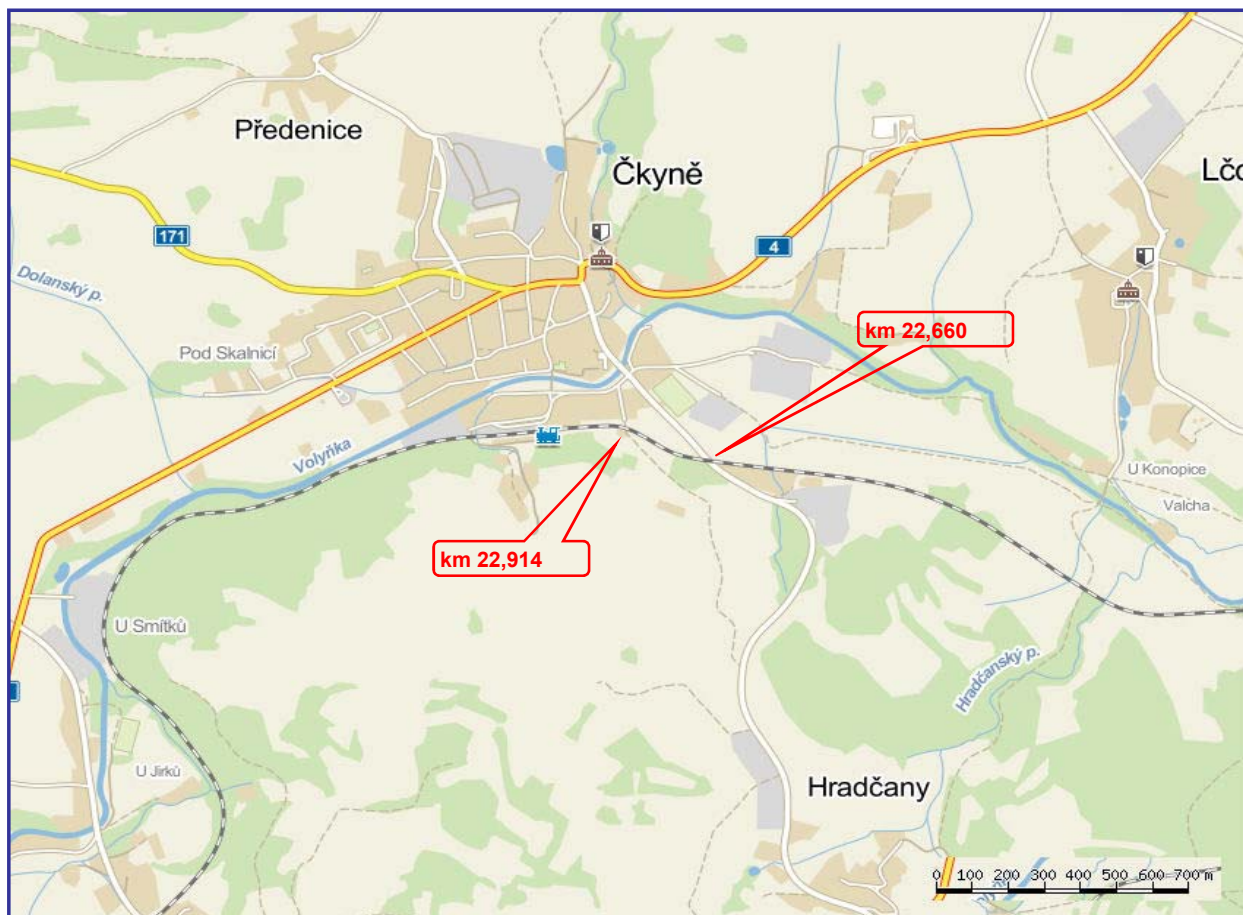 Předenice
Čkyně
Lčo
171
4
Dolanský p.
km 22,660
Pod Skalnicí
Volyňka
U Konopice
Valcha
km 22,914
U Smítků
Hradčanský p.
U Jirků
Hradčany
0 100 200 300 400 500 600 700 m